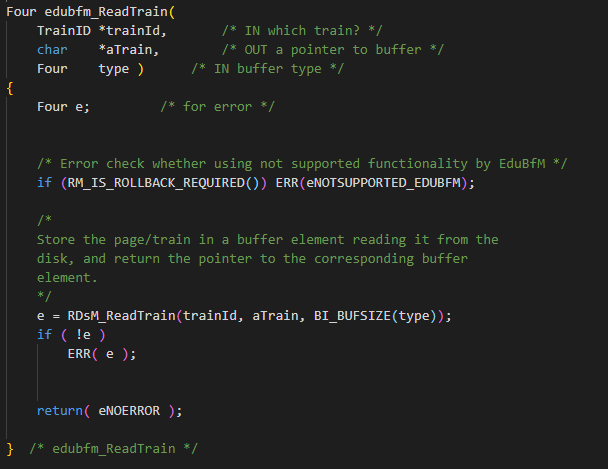 Four edubfm_ReadTrain(
    TrainID *trainId,       /* IN which train? */
    char    *aTrain,        /* OUT a pointer to buffer */
    Four    type )      /* IN buffer type */
{
    Four e;         /* for error */
    /* Error check whether using not supported functionality by EduBfM */
    if (RM_IS_ROLLBACK_REQUIRED()) ERR(eNOTSUPPORTED_EDUBFM);
    /*
    Store the page/train in a buffer element reading it from the
    disk, and return the pointer to the corresponding buffer
    element.
    */
    e = RDsM_ReadTrain(trainId, aTrain, BI_BUFSIZE(type));
    if ( !e )
        ERR( e );
    return( eNOERROR );
}  /* edubfm_ReadTrain */